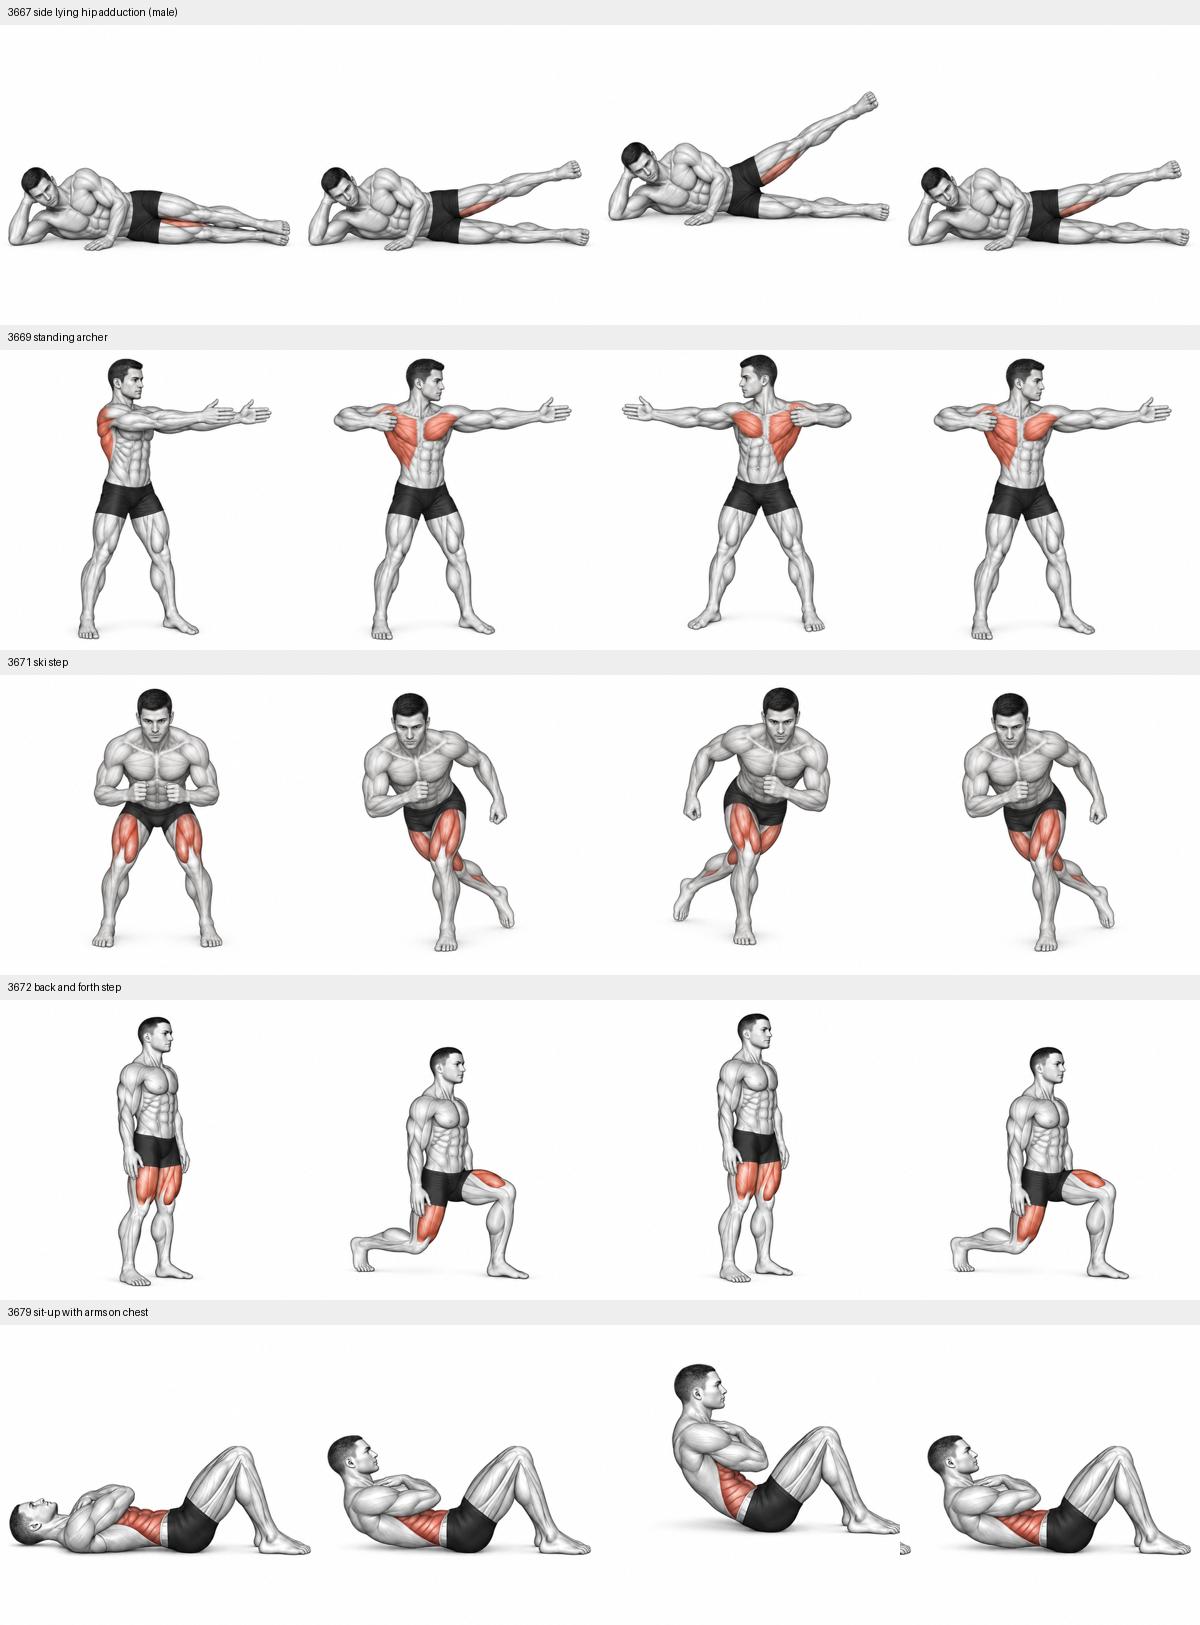 3667 side lying hip adduction (male)
3669 standing archer
3671 ski step
3672 back and forth step
3679 sit-up with arms on chest